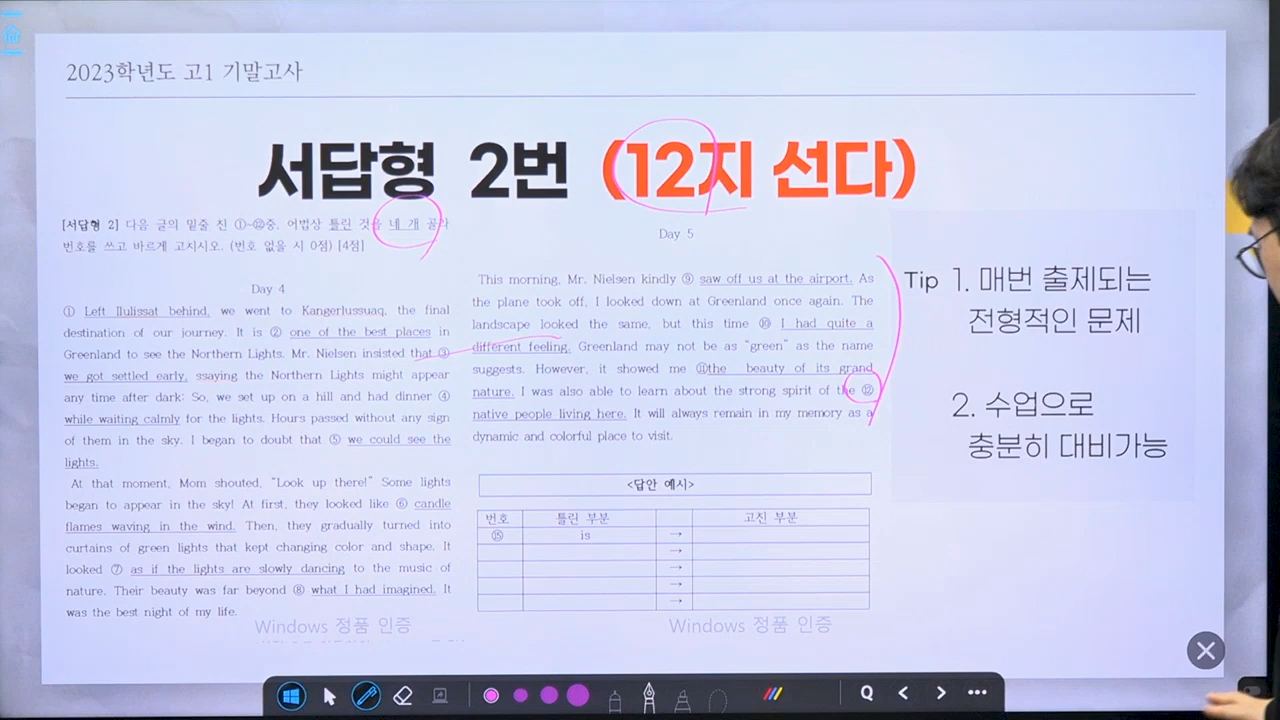 2023학년도 고1 기말고사
서답형 2번 (12지 선다)
[서답형 2] 다음 글의 밑줄 친 ①~⑫중, 어법상 틀린 것을 네 개 골라
번호를 쓰고 바르게 고치시오. (번호 없을 시 0점) [4점]
Day 4
① Left Ilulissat behind, we went to Kangerlussuaq, the final
destination of our journey. It is ② one of the best places in
Greenland to see the Northern Lights. Mr. Nielsen insisted that ③
we got settled early, ssaying the Northern Lights might appear
any time after dark: So, we set up on a hill and had dinner ④
while waiting calmly for the lights. Hours passed without any sign
of them in the sky. I began to doubt that ⑤ we could see the
lights.
At that moment, Mom shouted, "Look up there!" Some lights
began to appear in the sky! At first, they looked like ⑥ candle
flames waving in the wind. Then, they gradually turned into
curtains of green lights that kept changing color and shape. It
looked ⑦ as if the lights are slowly dancing to the music of
nature. Their beauty was far beyond ⑧ what I had imagined. It
was the best night of my life.
Day 5
This morning, Mr. Nielsen kindly ⑨ saw off us at the airport. As
the plane took off, I looked down at Greenland once again. The
landscape looked the same, but this time ⑩ I had quite a
different feeling. Greenland may not be as "green" as the name
suggests. However, it showed me ⑪the beauty of its grand
nature. I was also able to learn about the strong spirit of the ⑫
native people living here. It will always remain in my memory as a
dynamic and colorful place to visit.
<답안 예시>
번호 틀린 부분 고친 부분
⑮ is →
→
→
→
→
Tip 1. 매번 출제되는
전형적인 문제
2. 수업으로
충분히 대비가능
Windows 정품 인증
Windows 정품 인증